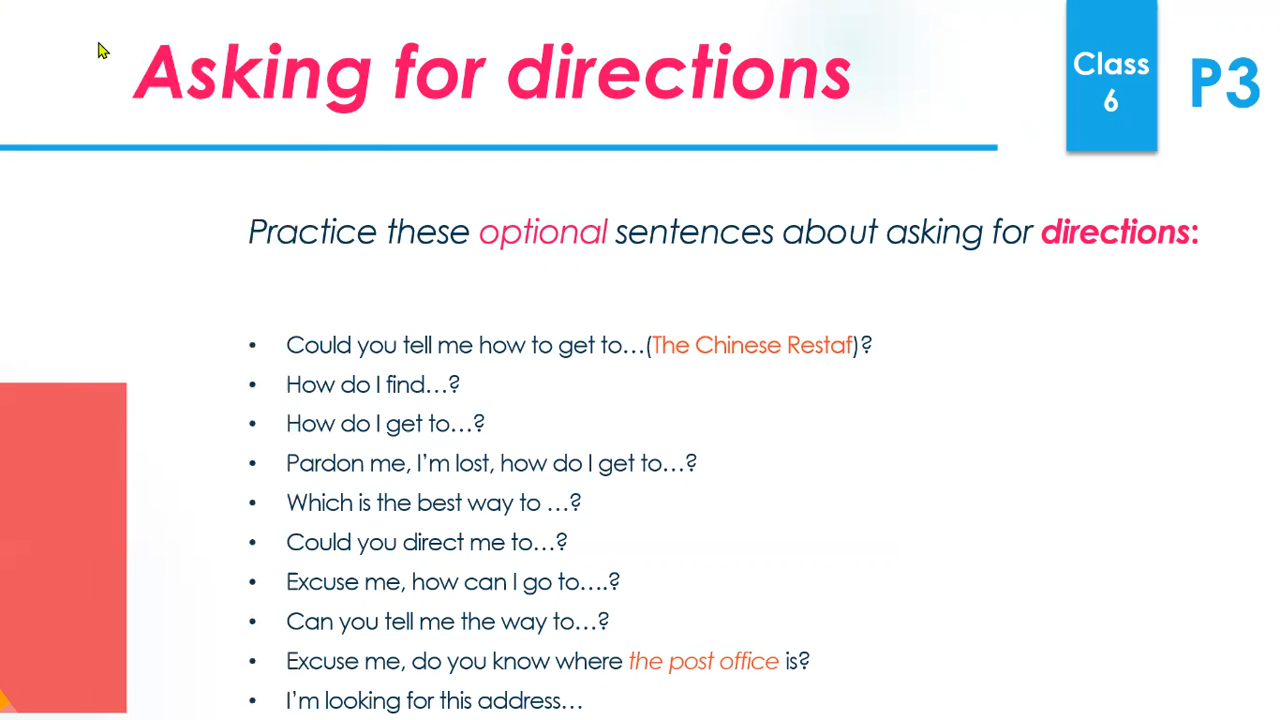 Asking for directions
Class
6
P3
Practice these optional sentences about asking for directions:
• Could you tell me how to get to…(The Chinese Restaf)?
• How do I find…?
• How do I get to…?
• Pardon me, I’m lost, how do I get to…?
• Which is the best way to …?
• Could you direct me to…?
• Excuse me, how can I go to….?
• Can you tell me the way to…?
• Excuse me, do you know where the post office is?
• I’m looking for this address…